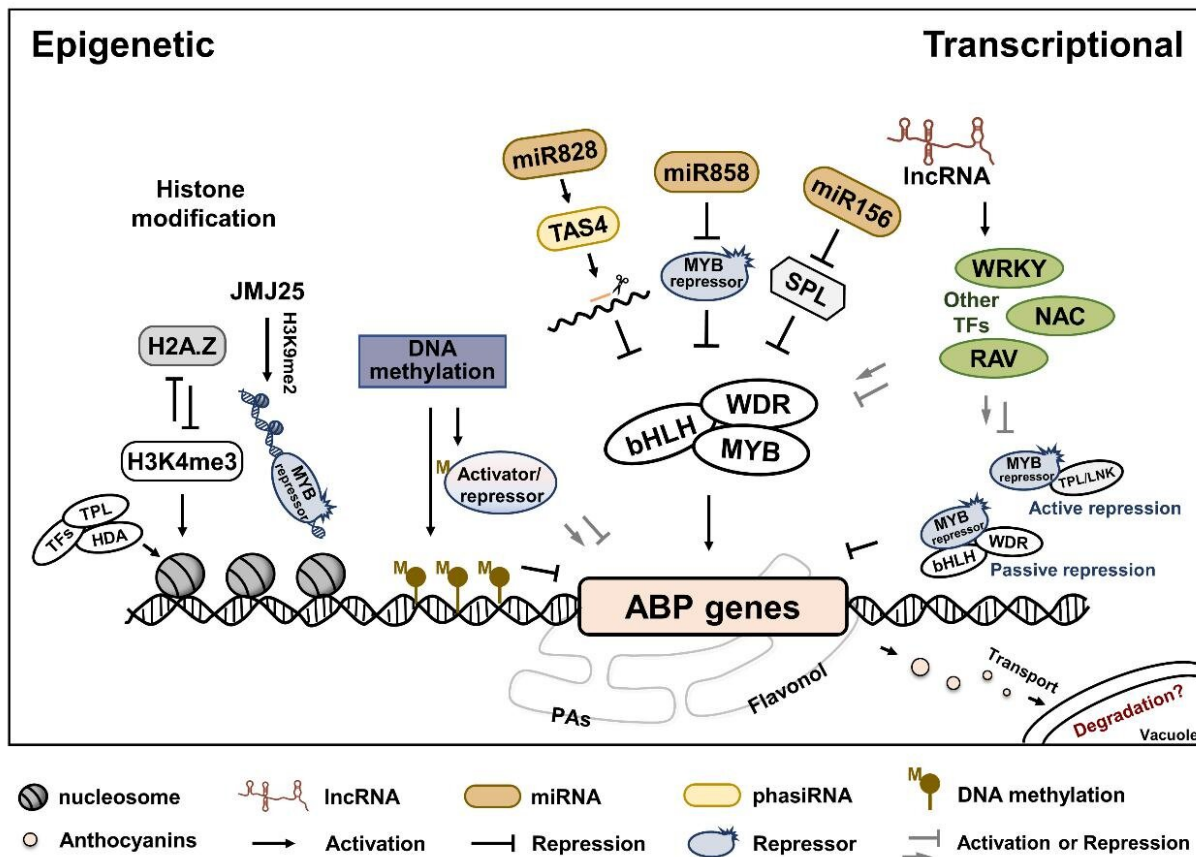 Epigenetic
Transcriptional
Histone
modification
JMJ25
H3K9me2
H2A.Z
H3K4me3
MYB
repressor
TFs
TPL
HDA
DNA
methylation
M
Activator/
repressor
M
M
M
miR828
TAS4
miR858
MYB
repressor
miR156
SPL
lncRNA
WRKY
Other
TFs
NAC
RAV
bHLH
WDR
MYB
MYB
repressor
TPL/LNK
Active repression
MYB
repressor
bHLH
WDR
Passive repression
ABP genes
PAs
Flavonol
Transport
Degradation?
Vacuole
nucleosome
lncRNA
miRNA
phasiRNA
M
DNA methylation
Anthocyanins
Activation
Repression
Repressor
Activation or Repression